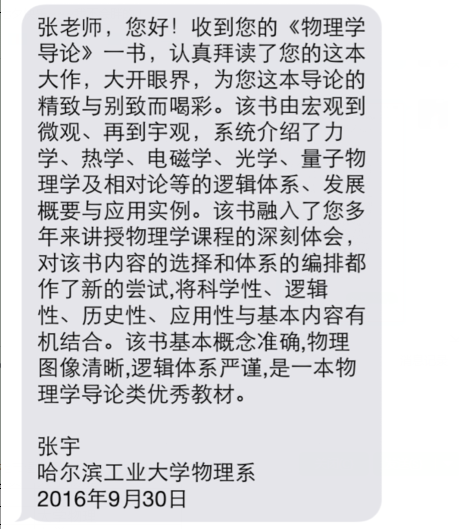 张老师，您好！收到您的《物理学
导论》一书，认真拜读了您的这本
大作，大开眼界，为您这本导论的
精致与别致而喝彩。该书由宏观到
微观、再到宇观，系统介绍了力
学、热学、电磁学、光学、量子物
理学及相对论等的逻辑体系、发展
概要与应用实例。该书融入了您多
年来讲授物理学课程的深刻体会，
对该书内容的选择和体系的编排都
作了新的尝试,将科学性、逻辑
性、历史性、应用性与基本内容有
机结合。该书基本概念准确,物理
图像清晰,逻辑体系严谨,是一本物
理学导论类优秀教材。
张宇
哈尔滨工业大学物理系
2016年9月30日